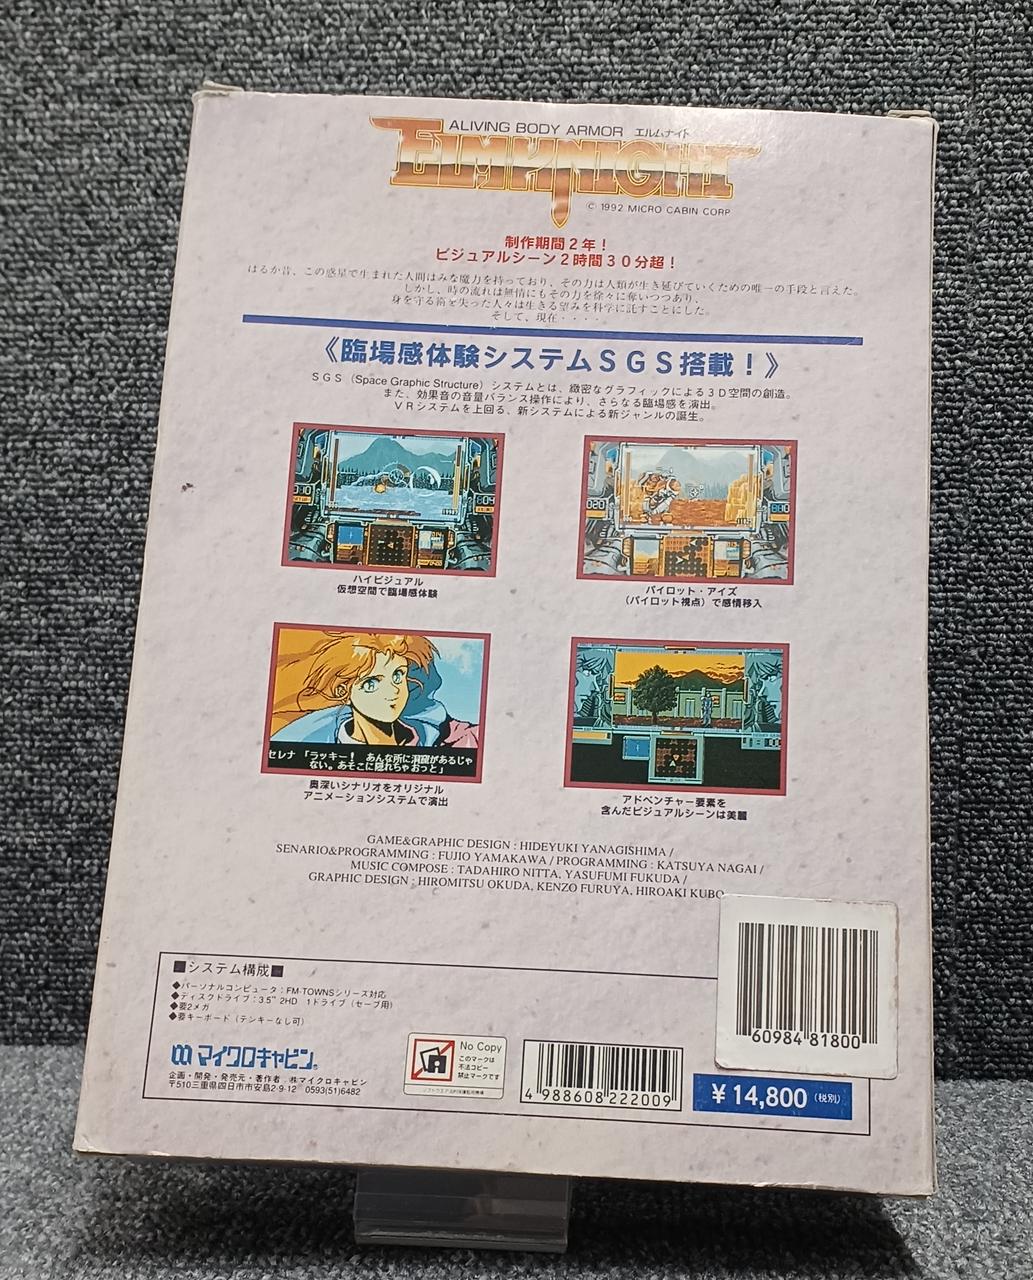 ALIVING BODY ARMOR エルムナイト
ELMKNIGHT
© 1992 MICRO CABIN CORP
制作期間2年!
ビジュアルシーン2時間30分超!
はるか昔、この惑星で生まれた人間はみな魔力を持っており、その力は人類が生き延びていくための唯一の手段と言えた。
しかし、時の流れは無情にもその力を徐々に奪いつつあり、
身を守る術を失った人々は生きる望みを科学に託すことにした。
そして、現在・・・・
《臨場感体験システムSGS搭載!》
SGS(Space Graphic Structure)システムとは、緻密なグラフィックによる3D空間の創造。
また、効果音の音量バランス操作により、さらなる臨場感を演出。
VRシステムを上回る、新システムによる新ジャンルの誕生。
ハイビジュアル
仮想空間で臨場感体験
パイロット・アイズ
(パイロット視点)で感情移入
セレナ「ラッキー! あんな所に洞窟があるじゃ
ない。あそこに隠れちゃおっと」
奥深いシナリオをオリジナル
アニメーションシステムで演出
アドベンチャー要素を
含んだビジュアルシーンは美麗
GAME&GRAPHIC DESIGN : HIDEYUKI YANAGISHIMA /
SENARIO&PROGRAMMING : FUJIO YAMAKAWA / PROGRAMMING : KATSUYA NAGAI /
MUSIC COMPOSE : TADAHIRO NITTA, YASUFUMI FUKUDA /
GRAPHIC DESIGN : HIROMITSU OKUDA, KENZO FURUYA, HIROAKI KUBO
60984 81800
■システム構成■
◆パーソナルコンピュータ:FM-TOWNSシリーズ対応
◆ディスクドライブ:3.5" 2HD 1ドライブ(セーブ用)
◆要2メガ
◆要キーボード(テンキーなし可)
マイクロキャビン®
企画・開発・発売元・著作者 ㈱マイクロキャビン
〒510三重県四日市市安島2-9-12 0593(51)6482
No Copy
このマークは
不法コピー
禁止マークです
4 988608 222009
¥14,800(税別)